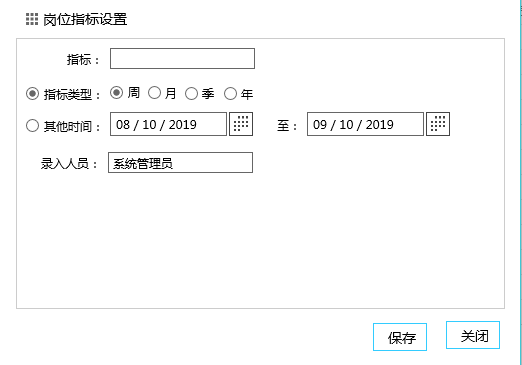 岗位指标设置
指标：
指标类型： 周 月 季 年
其他时间： 08 / 10 / 2019 至： 09 / 10 / 2019
录入人员： 系统管理员
保存 关闭